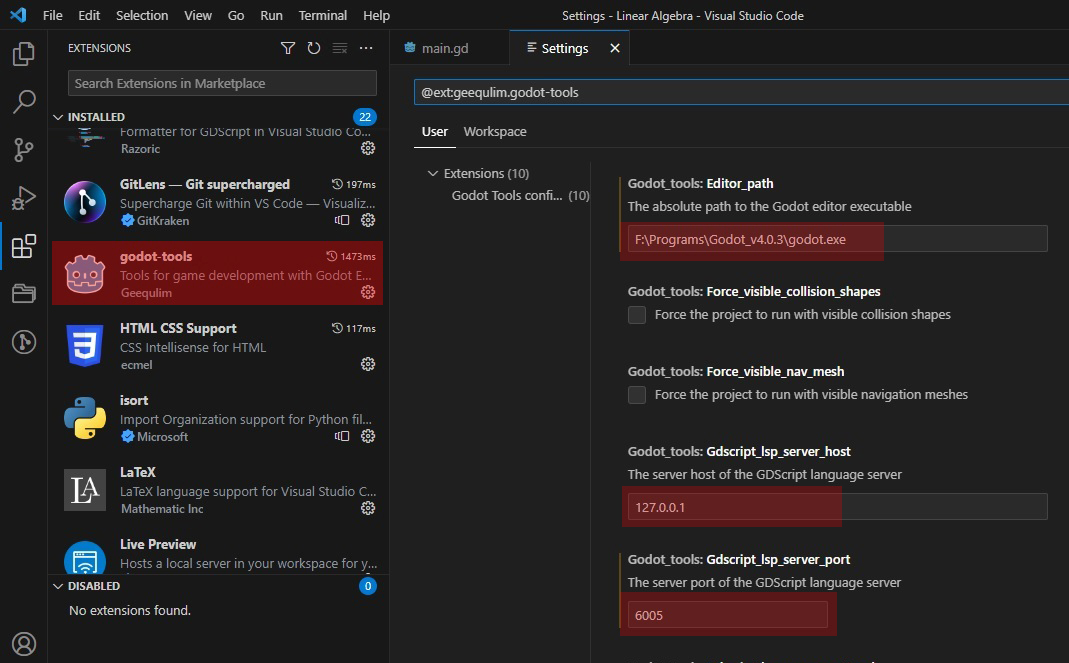 File Edit Selection View Go Run Terminal Help
Settings - Linear Algebra - Visual Studio Code
EXTENSIONS
Search Extensions in Marketplace
INSTALLED 22
Formatter for GDScript in Visual Studio Co...
Razoric
GitLens — Git supercharged 197ms
Supercharge Git within VS Code — Visualiz...
GitKraken
godot-tools 1473ms
Tools for game development with Godot E...
Geequlim
HTML CSS Support 117ms
CSS Intellisense for HTML
ecmel
isort
Import Organization support for Python fil...
Microsoft
LA
LaTeX
LaTeX language support for Visual Studio C...
Mathematic Inc
Live Preview
Hosts a local server in your workspace for y...
DISABLED 0
No extensions found.
main.gd
Settings
@ext:geequlim.godot-tools
User Workspace
Extensions (10)
Godot Tools confi... (10)
Godot_tools: Editor_path
The absolute path to the Godot editor executable
F:\Programs\Godot_v4.0.3\godot.exe
Godot_tools: Force_visible_collision_shapes
Force the project to run with visible collision shapes
Godot_tools: Force_visible_nav_mesh
Force the project to run with visible navigation meshes
Godot_tools: Gdscript_lsp_server_host
The server host of the GDScript language server
127.0.0.1
Godot_tools: Gdscript_lsp_server_port
The server port of the GDScript language server
6005